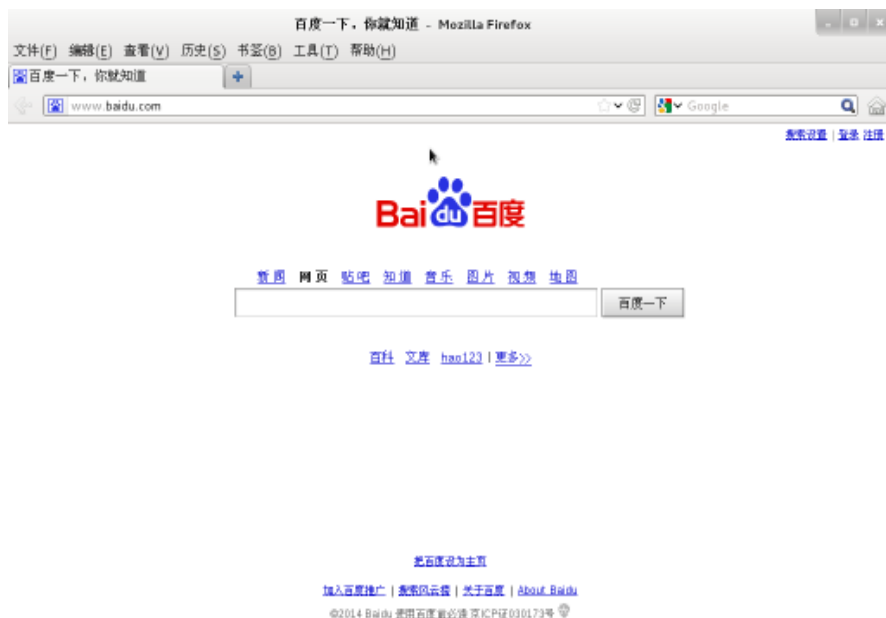 百度一下，你就知道 - Mozilla Firefox
文件(F) 编辑(E) 查看(V) 历史(S) 书签(B) 工具(T) 帮助(H)
百度一下，你就知道
www.baidu.com Google
搜索设置 | 登录 注册
Bai du 百度
新闻 网页 贴吧 知道 音乐 图片 视频 地图
百度一下
百科 文库 hao123 | 更多>>
把百度设为主页
加入百度推广 | 搜索风云榜 | 关于百度 | About Baidu
©2014 Baidu 使用百度前必读 京ICP证030173号